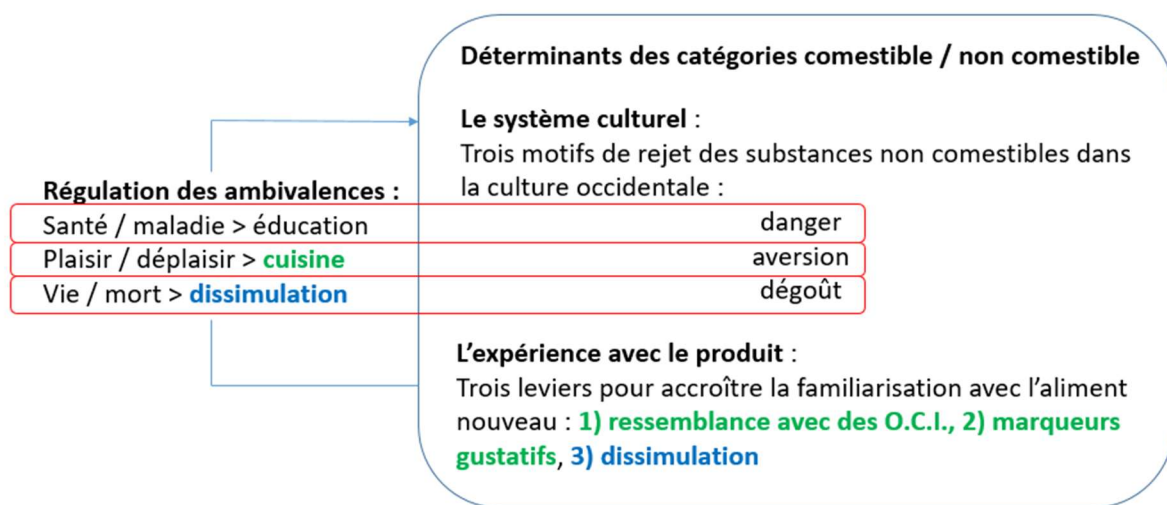 Déterminants des catégories comestible / non comestible
Le système culturel :
Trois motifs de rejet des substances non comestibles dans
la culture occidentale :
Régulation des ambivalences :
Santé / maladie > éducation danger
Plaisir / déplaisir > cuisine aversion
Vie / mort > dissimulation dégoût
L'expérience avec le produit :
Trois leviers pour accroître la familiarisation avec l'aliment
nouveau : 1) ressemblance avec des O.C.I., 2) marqueurs
gustatifs, 3) dissimulation